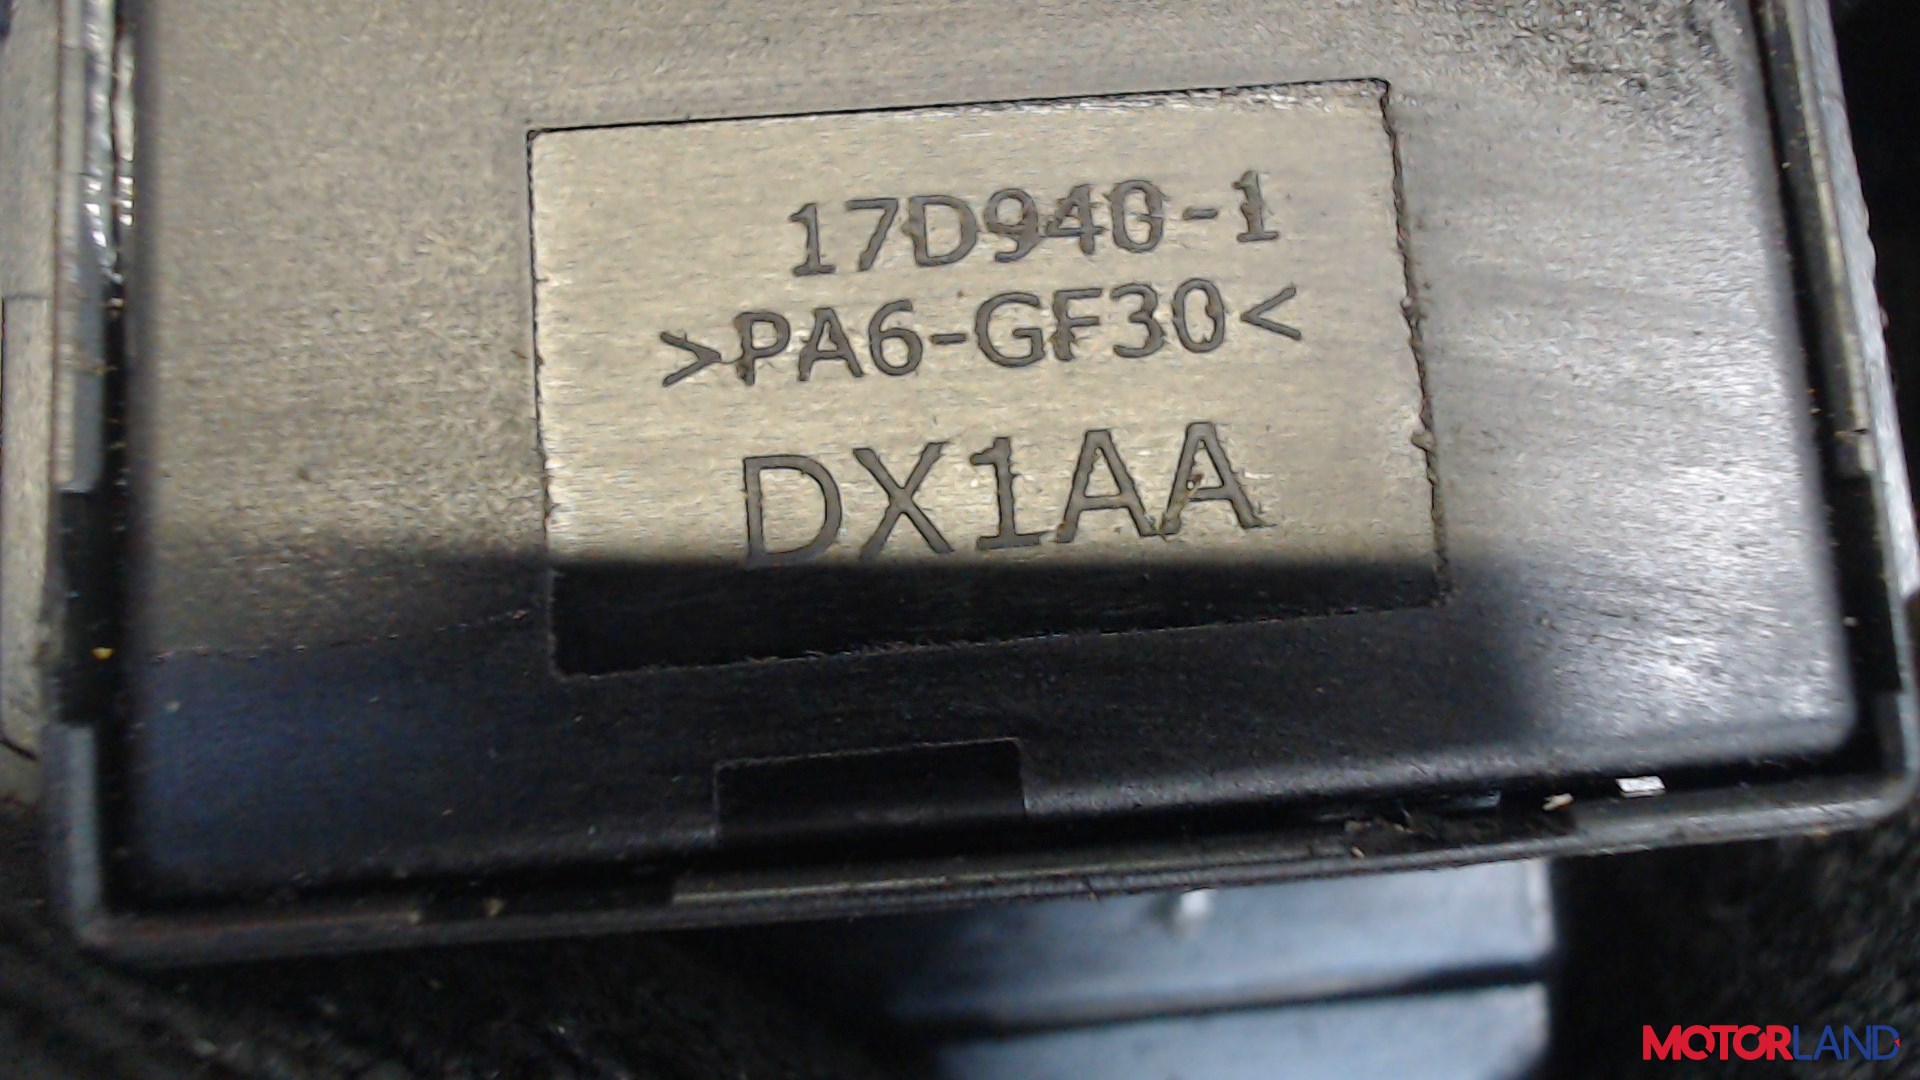 17D940-1
>PA6-GF30<
DX1AA
MOTORLAND